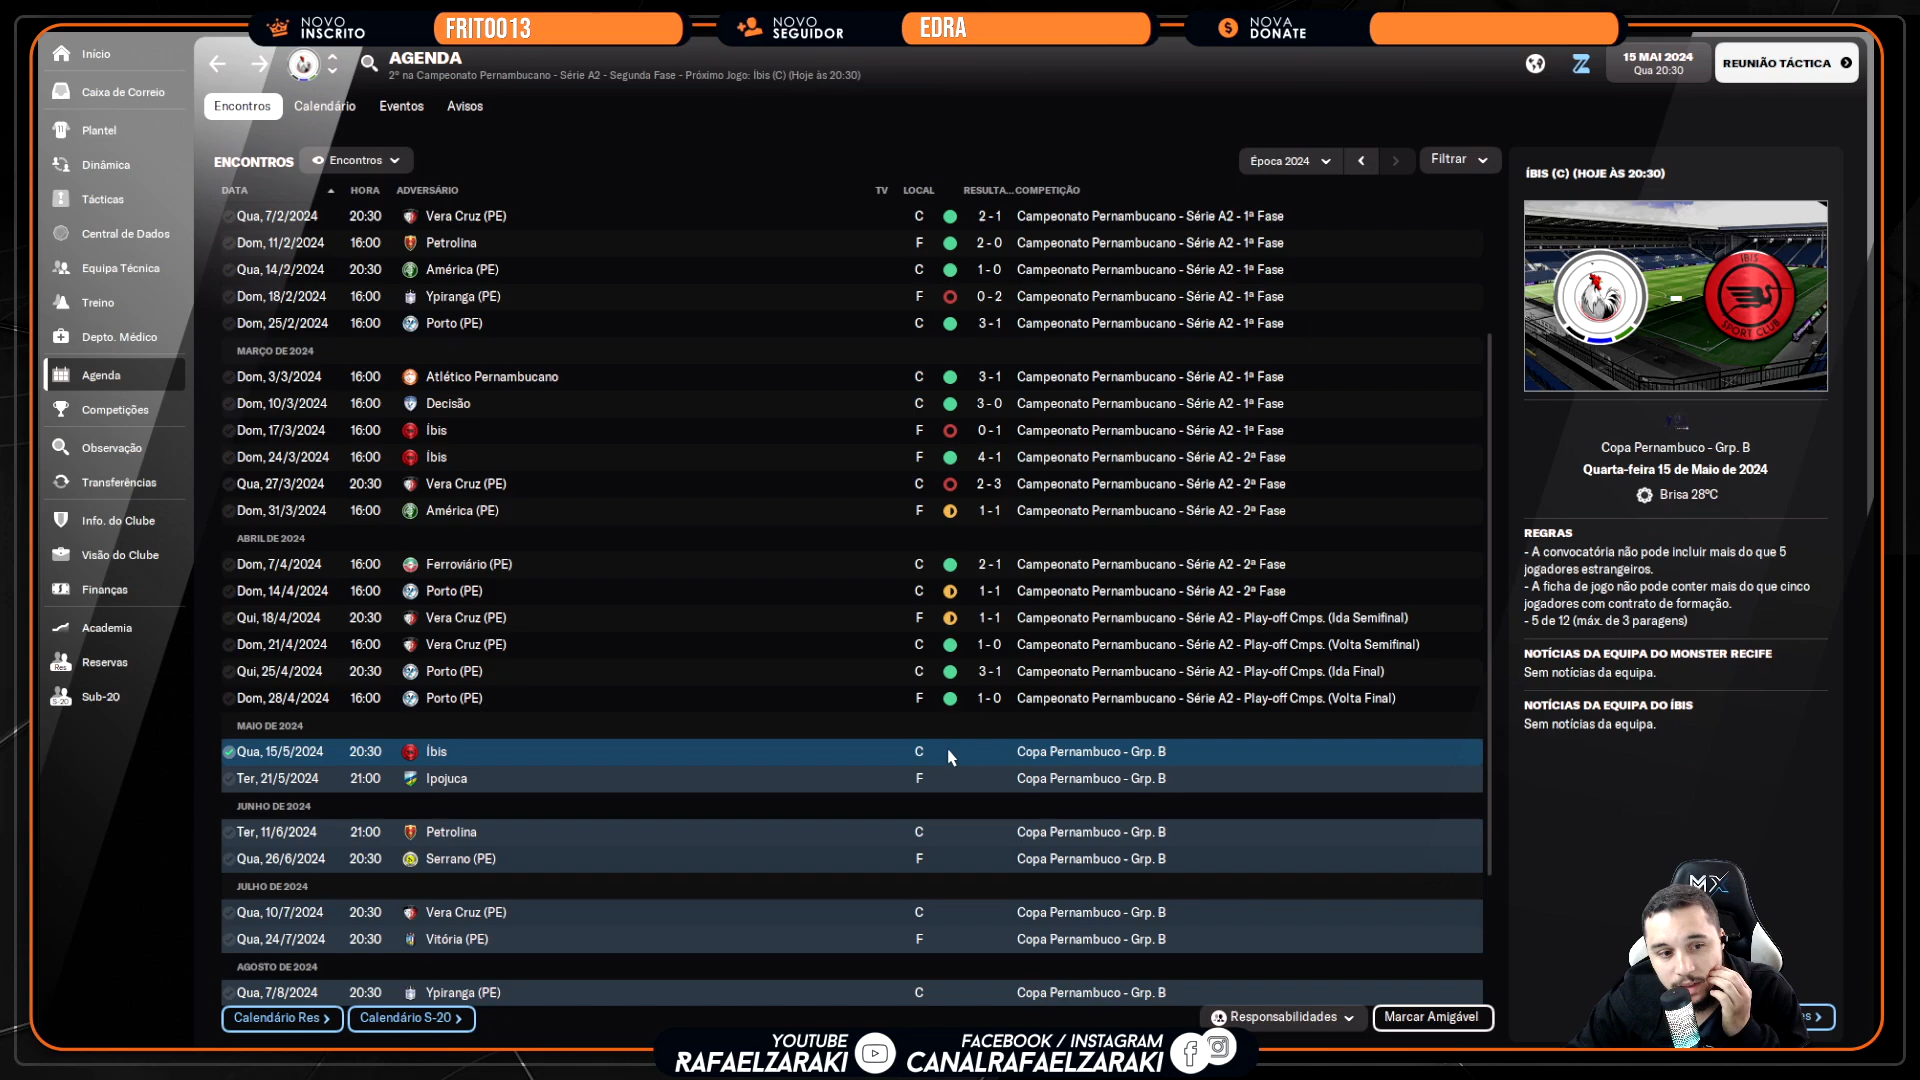 NOVO INSCRITO
FRITO013
NOVO SEGUIDOR
EDRA
NOVA DONATE
Início
Caixa de Correio
Plantel
Dinâmica
Tácticas
Central de Dados
Equipa Técnica
Treino
Depto. Médico
Agenda
Competições
Observação
Transferências
Info. do Clube
Visão do Clube
Finanças
Academia
Reservas
Sub-20
AGENDA
2º na Campeonato Pernambucano - Série A2 - Segunda Fase - Próximo Jogo: Íbis (C) (Hoje às 20:30)
15 MAI 2024
Qua 20:30
REUNIÃO TÁCTICA
Encontros Calendário Eventos Avisos
ENCONTROS Encontros Época 2024 Filtrar
DATA HORA ADVERSÁRIO TV LOCAL RESULTA... COMPETIÇÃO
Qua, 7/2/2024 20:30 Vera Cruz (PE) C 2 - 1 Campeonato Pernambucano - Série A2 - 1ª Fase
Dom, 11/2/2024 16:00 Petrolina F 2 - 0 Campeonato Pernambucano - Série A2 - 1ª Fase
Qua, 14/2/2024 20:30 América (PE) C 1 - 0 Campeonato Pernambucano - Série A2 - 1ª Fase
Dom, 18/2/2024 16:00 Ypiranga (PE) F 0 - 2 Campeonato Pernambucano - Série A2 - 1ª Fase
Dom, 25/2/2024 16:00 Porto (PE) C 3 - 1 Campeonato Pernambucano - Série A2 - 1ª Fase
MARÇO DE 2024
Dom, 3/3/2024 16:00 Atlético Pernambucano C 3 - 1 Campeonato Pernambucano - Série A2 - 1ª Fase
Dom, 10/3/2024 16:00 Decisão C 3 - 0 Campeonato Pernambucano - Série A2 - 1ª Fase
Dom, 17/3/2024 16:00 Íbis F 0 - 1 Campeonato Pernambucano - Série A2 - 1ª Fase
Dom, 24/3/2024 16:00 Íbis F 4 - 1 Campeonato Pernambucano - Série A2 - 2ª Fase
Qua, 27/3/2024 20:30 Vera Cruz (PE) C 2 - 3 Campeonato Pernambucano - Série A2 - 2ª Fase
Dom, 31/3/2024 16:00 América (PE) F 1 - 1 Campeonato Pernambucano - Série A2 - 2ª Fase
ABRIL DE 2024
Dom, 7/4/2024 16:00 Ferroviário (PE) C 2 - 1 Campeonato Pernambucano - Série A2 - 2ª Fase
Dom, 14/4/2024 16:00 Porto (PE) C 1 - 1 Campeonato Pernambucano - Série A2 - 2ª Fase
Qui, 18/4/2024 20:30 Vera Cruz (PE) F 1 - 1 Campeonato Pernambucano - Série A2 - Play-off Cmps. (Ida Semifinal)
Dom, 21/4/2024 16:00 Vera Cruz (PE) C 1 - 0 Campeonato Pernambucano - Série A2 - Play-off Cmps. (Volta Semifinal)
Qui, 25/4/2024 20:30 Porto (PE) C 3 - 1 Campeonato Pernambucano - Série A2 - Play-off Cmps. (Ida Final)
Dom, 28/4/2024 16:00 Porto (PE) F 1 - 0 Campeonato Pernambucano - Série A2 - Play-off Cmps. (Volta Final)
MAIO DE 2024
Qua, 15/5/2024 20:30 Íbis C Copa Pernambuco - Grp. B
Ter, 21/5/2024 21:00 Ipojuca F Copa Pernambuco - Grp. B
JUNHO DE 2024
Ter, 11/6/2024 21:00 Petrolina C Copa Pernambuco - Grp. B
Qua, 26/6/2024 20:30 Serrano (PE) F Copa Pernambuco - Grp. B
JULHO DE 2024
Qua, 10/7/2024 20:30 Vera Cruz (PE) C Copa Pernambuco - Grp. B
Qua, 24/7/2024 20:30 Vitória (PE) F Copa Pernambuco - Grp. B
AGOSTO DE 2024
Qua, 7/8/2024 20:30 Ypiranga (PE) C Copa Pernambuco - Grp. B
Calendário Res Calendário S-20 Responsabilidades Marcar Amigável
ÍBIS (C) (HOJE ÀS 20:30)
IBIS
SPORT CLUB
Copa Pernambuco - Grp. B
Quarta-feira 15 de Maio de 2024
Brisa 28ºC
REGRAS
- A convocatória não pode incluir mais do que 5
jogadores estrangeiros.
- A ficha de jogo não pode conter mais do que cinco
jogadores com contrato de formação.
- 5 de 12 (máx. de 3 paragens)
NOTÍCIAS DA EQUIPA DO MONSTER RECIFE
Sem notícias da equipa.
NOTÍCIAS DA EQUIPA DO ÍBIS
Sem notícias da equipa.
MX
YOUTUBE
RAFAELZARAKI
FACEBOOK / INSTAGRAM
CANALRAFAELZARAKI